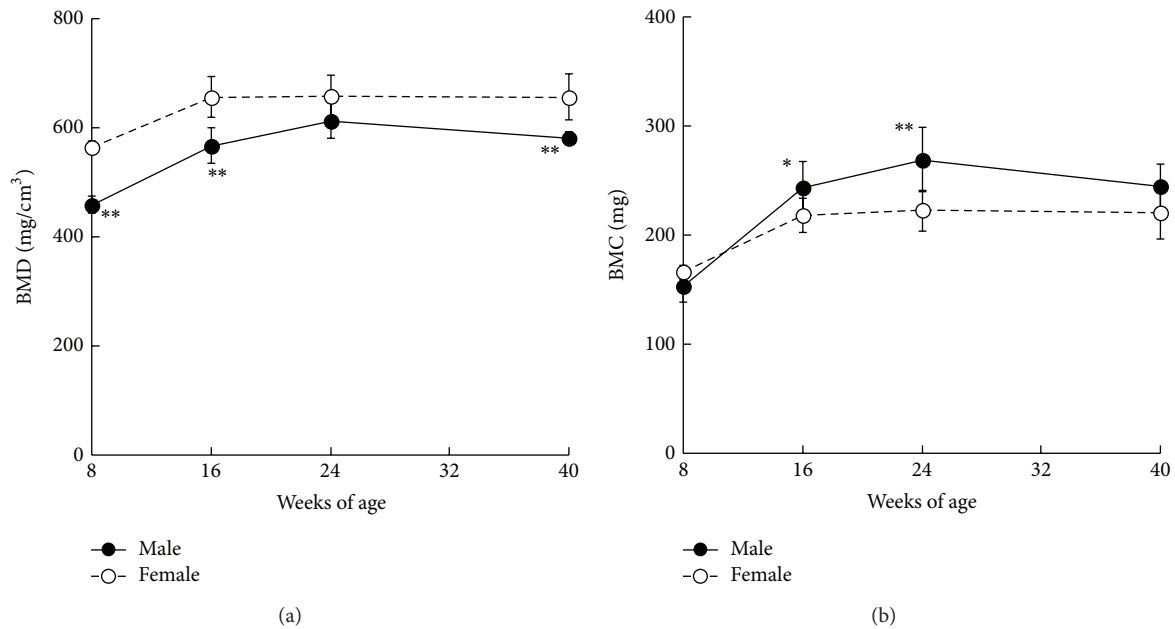 800
600
400
200
0
BMD (mg/cm³)
**
**
**
8 16 24 32 40
Weeks of age
Male
Female
(a)
400
300
200
100
0
BMC (mg)
*
**
8 16 24 32 40
Weeks of age
Male
Female
(b)